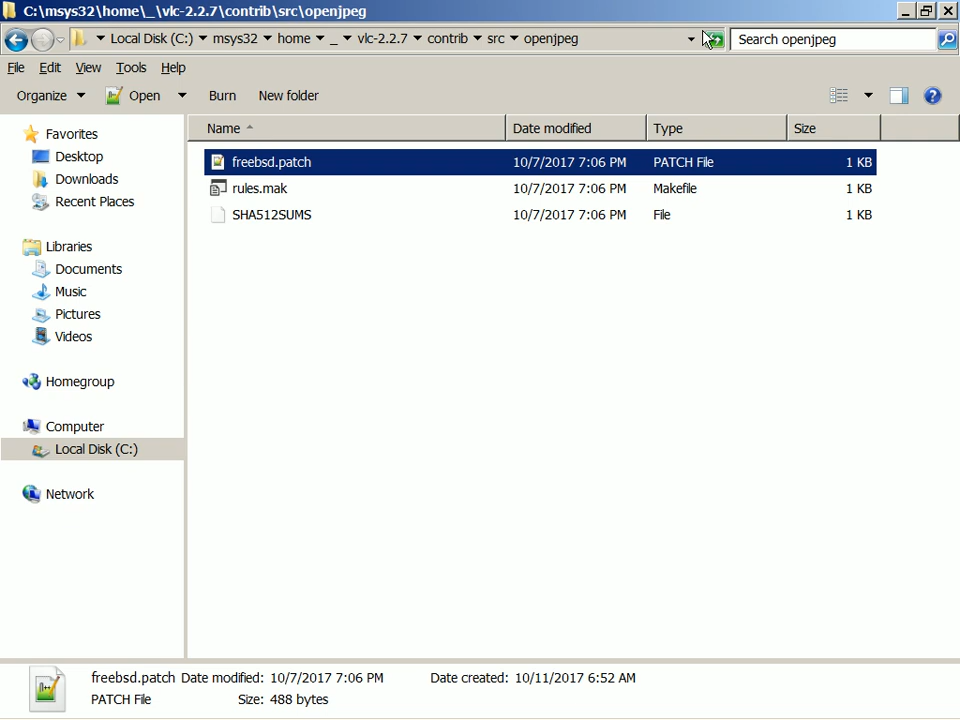 C:\msys32\home\_\vlc-2.2.7\contrib\src\openjpeg
Local Disk (C:) msys32 home _ vlc-2.2.7 contrib src openjpeg Search openjpeg
File Edit View Tools Help
Organize Open Burn New folder
Name Date modified Type Size
freebsd.patch 10/7/2017 7:06 PM PATCH File 1 KB
rules.mak 10/7/2017 7:06 PM Makefile 1 KB
SHA512SUMS 10/7/2017 7:06 PM File 1 KB
Favorites
Desktop
Downloads
Recent Places
Libraries
Documents
Music
Pictures
Videos
Homegroup
Computer
Local Disk (C:)
Network
freebsd.patch Date modified: 10/7/2017 7:06 PM Date created: 10/11/2017 6:52 AM
PATCH File Size: 488 bytes